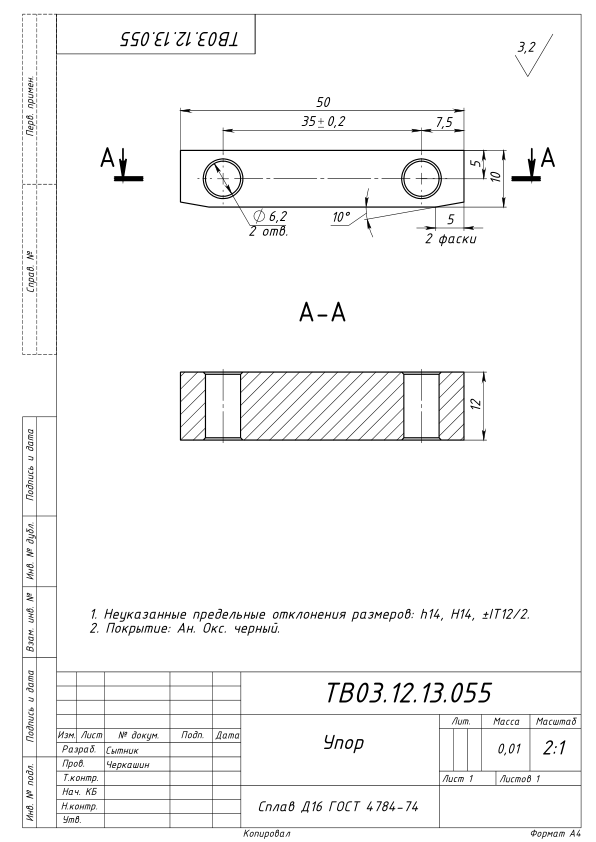 ТВ03.12.13.055
3,2
Перв. примен.
50
35±0,2
7,5
А
А
5
10
⌀6,2
2 отв.
10°
5
2 фаски
Справ. №
А-А
12
Подпись и дата
Инв. № дубл.
Взам. инв. №
Подпись и дата
Инв. № подл.
1. Неуказанные предельные отклонения размеров: h14, H14, ±IT12/2.
2. Покрытие: Ан. Окс. черный.
ТВ03.12.13.055
Изм. Лист № докум. Подп. Дата
Разраб. Сытник
Пров. Черкашин
Т.контр.
Нач. КБ
Н.контр.
Утв.
Упор
Лит. Масса Масштаб
0,01 2:1
Лист 1 Листов 1
Сплав Д16 ГОСТ 4784-74
Копировал Формат А4